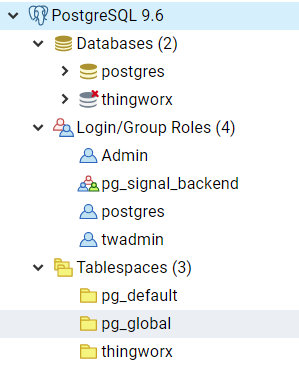 PostgreSQL 9.6
Databases (2)
postgres
thingworx
Login/Group Roles (4)
Admin
pg_signal_backend
postgres
twadmin
Tablespaces (3)
pg_default
pg_global
thingworx